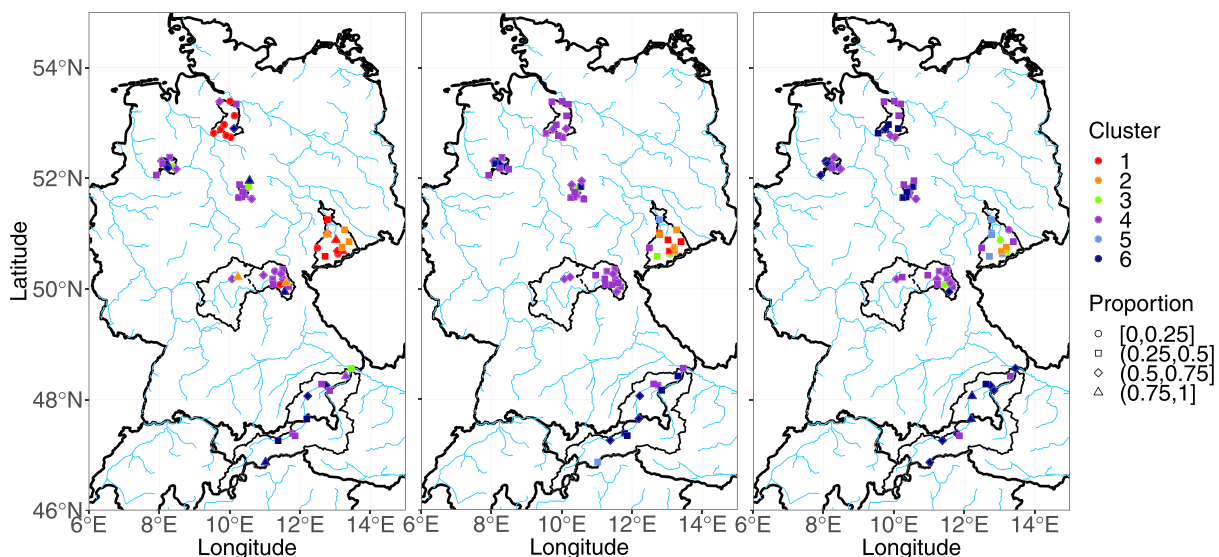 54°N
52°N
50°N
48°N
46°N
Latitude
6°E 8°E 10°E 12°E 14°E 6°E 8°E 10°E 12°E 14°E 6°E 8°E 10°E 12°E 14°E
Longitude Longitude Longitude
Cluster
1
2
3
4
5
6
Proportion
[0,0.25]
(0.25,0.5]
(0.5,0.75]
(0.75,1]